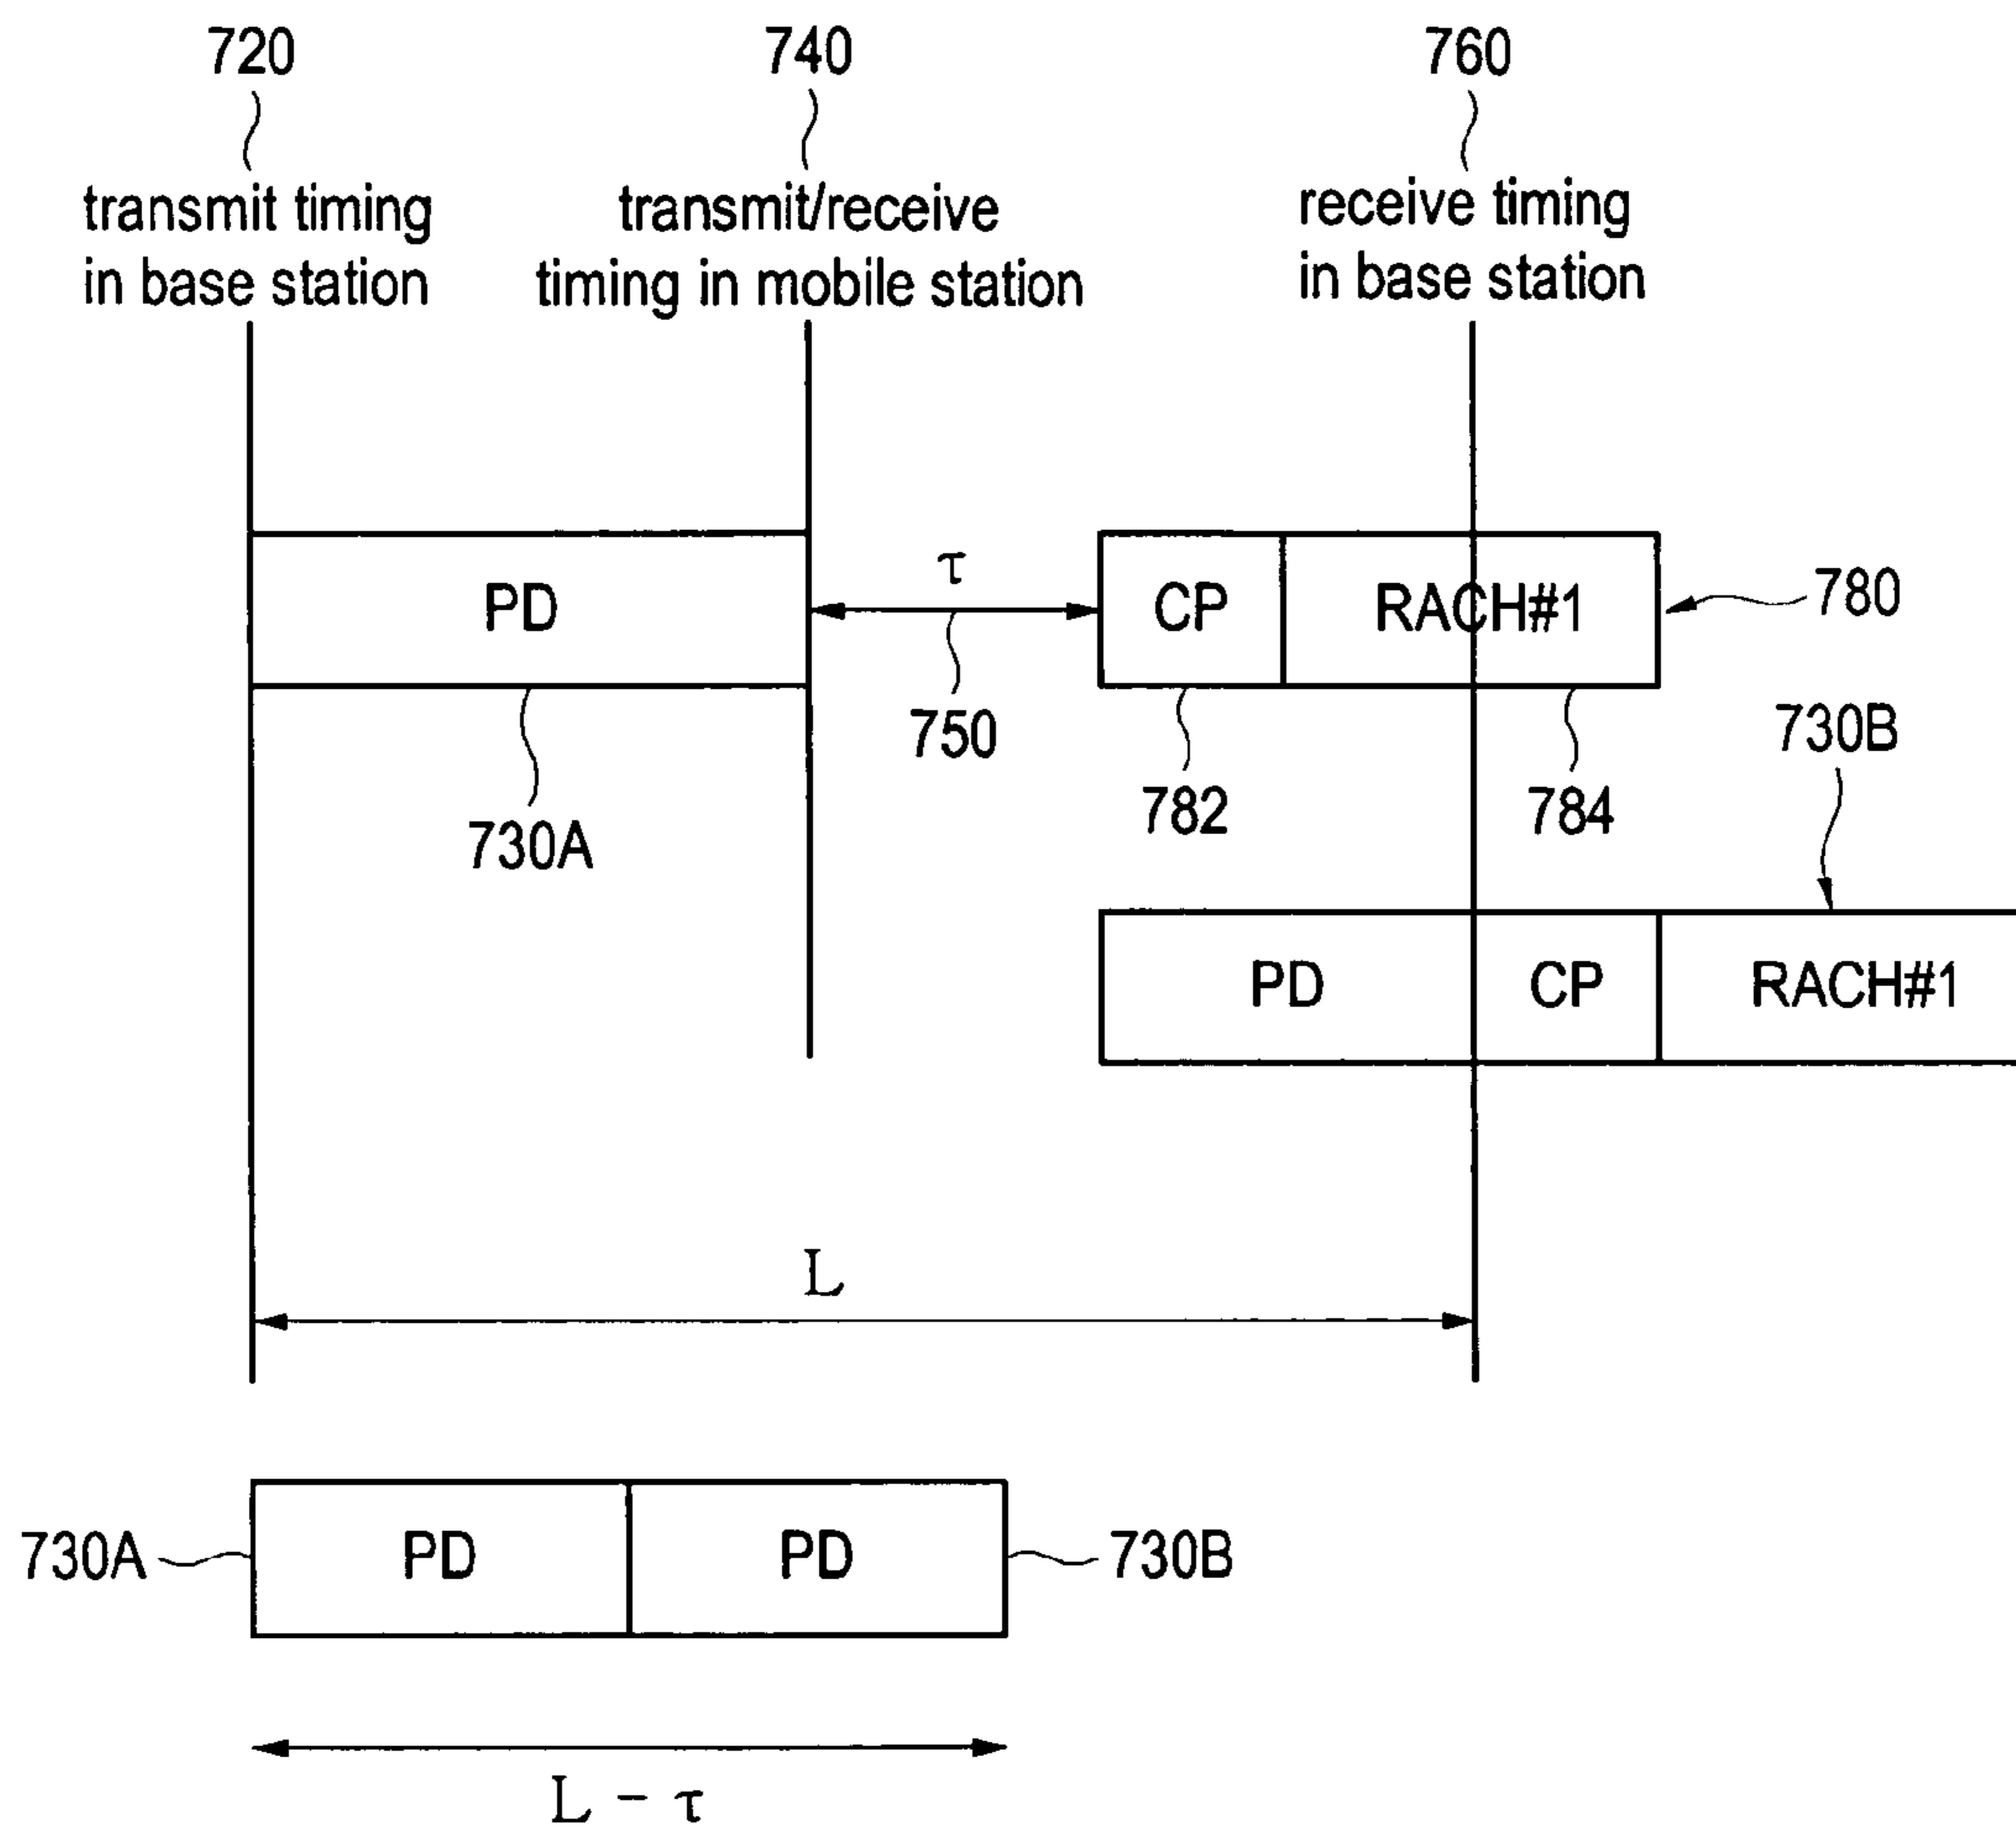 720
740
760
transmit timing
in base station
transmit/receive
timing in mobile station
receive timing
in base station
PD
τ
CP
RACH#1
780
750
730A
782
784
730B
PD
CP
RACH#1
L
730A
PD
PD
730B
L - τ